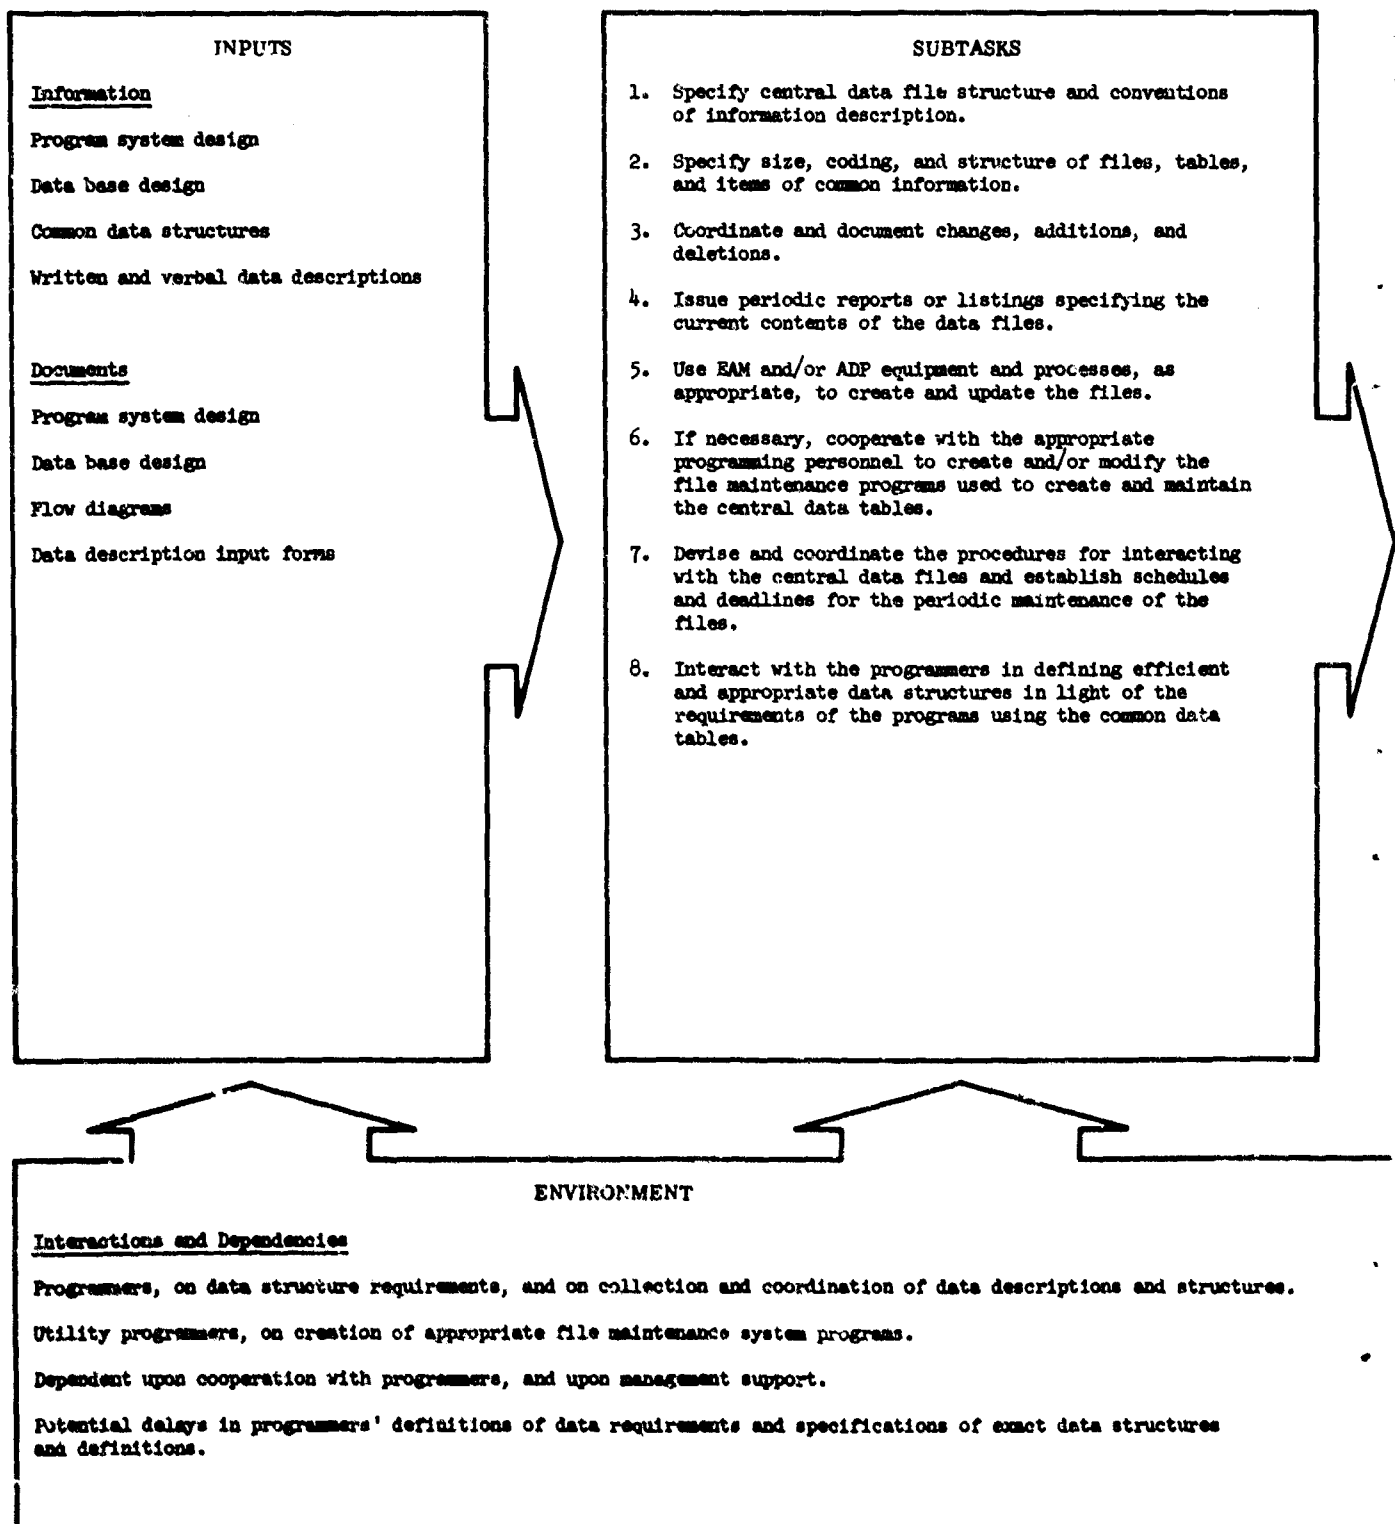 INPUTS
Information
Program system design
Data base design
Common data structures
Written and verbal data descriptions
Documents
Program system design
Data base design
Flow diagrams
Data description input forms
SUBTASKS
1. Specify central data file structure and conventions
of information description.
2. Specify size, coding, and structure of files, tables,
and items of common information.
3. Coordinate and document changes, additions, and
deletions.
4. Issue periodic reports or listings specifying the
current contents of the data files.
5. Use EAM and/or ADP equipment and processes, as
appropriate, to create and update the files.
6. If necessary, cooperate with the appropriate
programming personnel to create and/or modify the
file maintenance programs used to create and maintain
the central data tables.
7. Devise and coordinate the procedures for interacting
with the central data files and establish schedules
and deadlines for the periodic maintenance of the
files.
8. Interact with the programmers in defining efficient
and appropriate data structures in light of the
requirements of the programs using the common data
tables.
ENVIRONMENT
Interactions and Dependencies
Programmers, on data structure requirements, and on collection and coordination of data descriptions and structures.
Utility programmers, on creation of appropriate file maintenance system programs.
Dependent upon cooperation with programmers, and upon management support.
Potential delays in programmers' definitions of data requirements and specifications of exact data structures
and definitions.